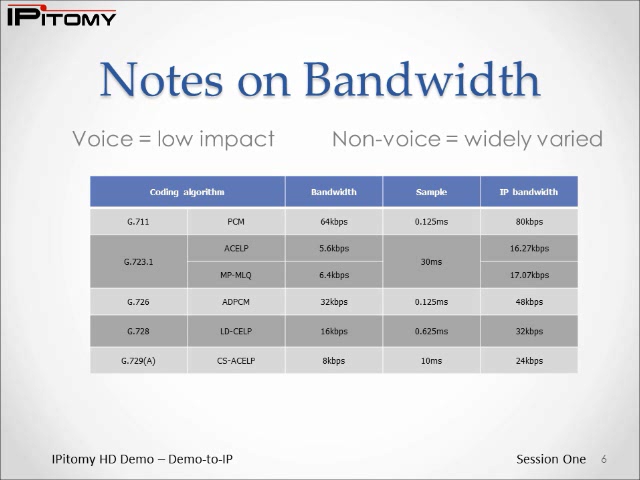 IPITOMY
Notes on Bandwidth
Voice = low impact Non-voice = widely varied
Coding algorithm Bandwidth Sample IP bandwidth
G.711 PCM 64kbps 0.125ms 80kbps
G.723.1 ACELP 5.6kbps 30ms 16.27kbps
MP-MLQ 6.4kbps 17.07kbps
G.726 ADPCM 32kbps 0.125ms 48kbps
G.728 LD-CELP 16kbps 0.625ms 32kbps
G.729(A) CS-ACELP 8kbps 10ms 24kbps
IPitomy HD Demo – Demo-to-IP Session One 6